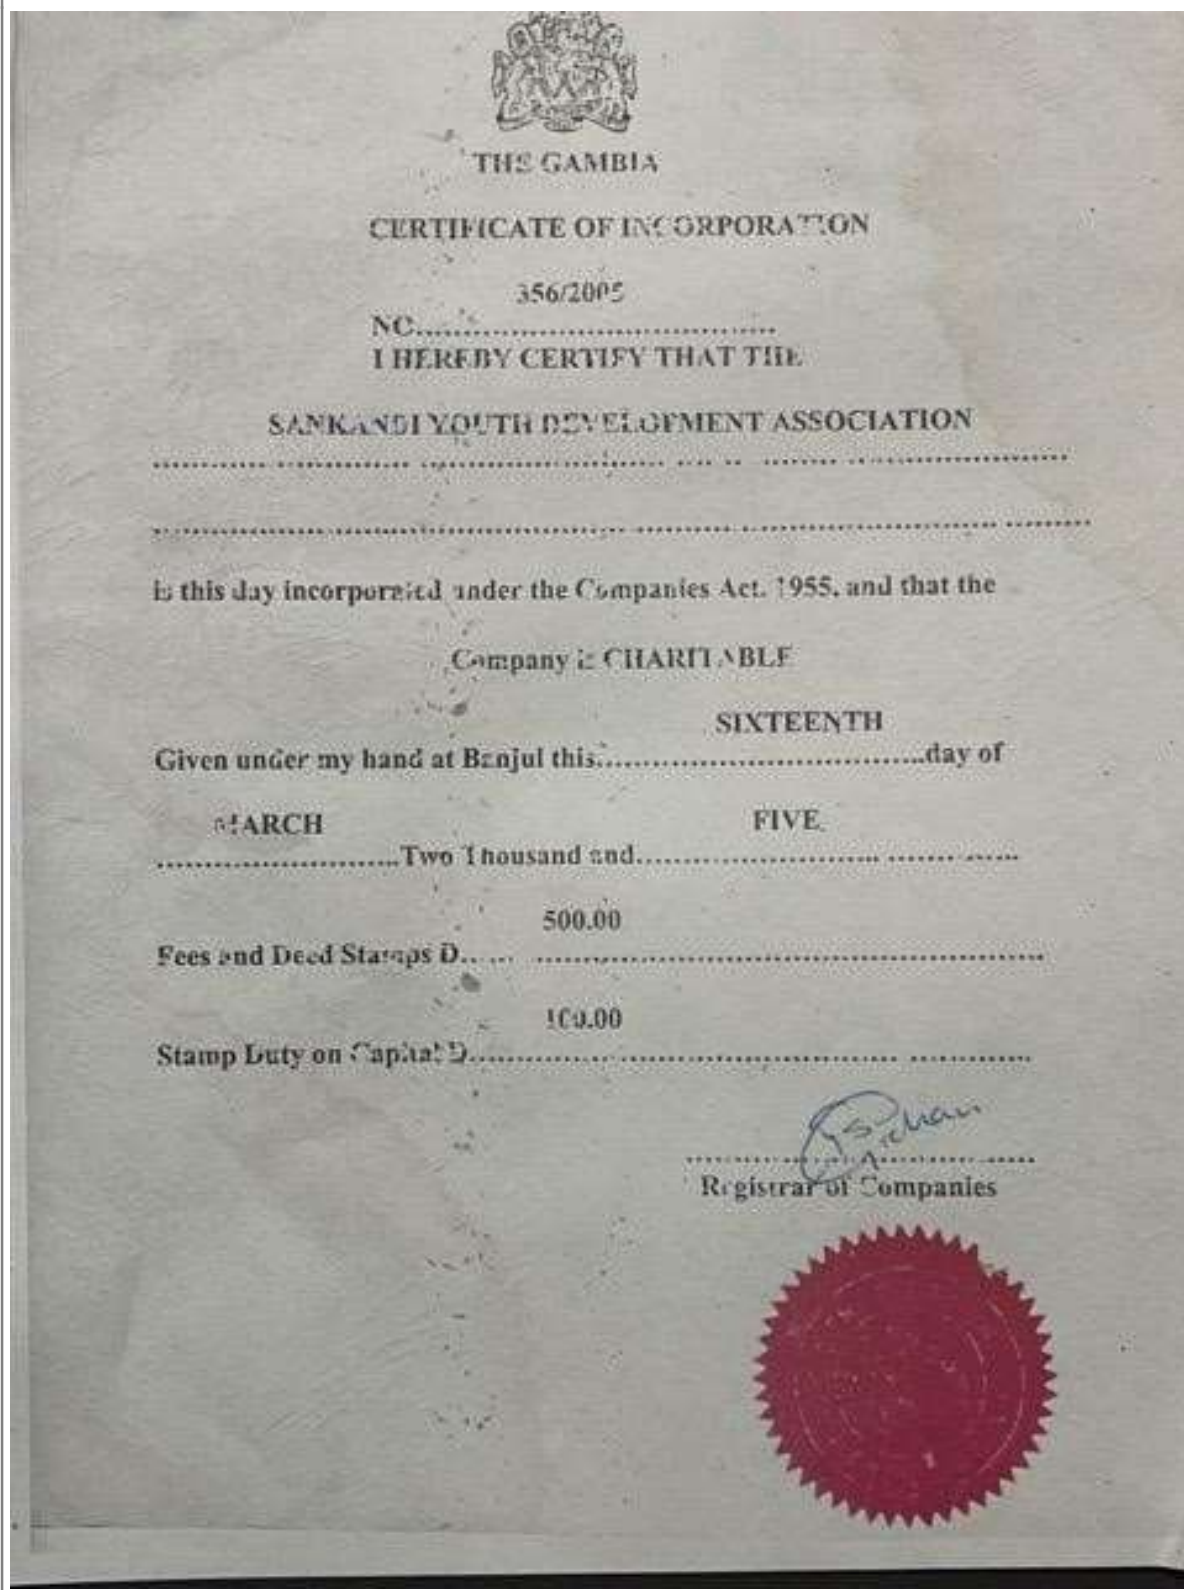 THE GAMBIA
CERTIFICATE OF INCORPORATION
356/2005
NO.....................................
I HEREBY CERTIFY THAT THE
SANKANDI YOUTH DEVELOPMENT ASSOCIATION
is this day incorporated under the Companies Act. 1955, and that the
Company is CHARITABLE
SIXTEENTH
Given under my hand at Banjul this..................................day of
MARCH FIVE
.........................Two Thousand and........................................
500.00
Fees and Deed Stamps D.............................................................
100.00
Stamp Duty on Capital D............................................................
Registrar of Companies